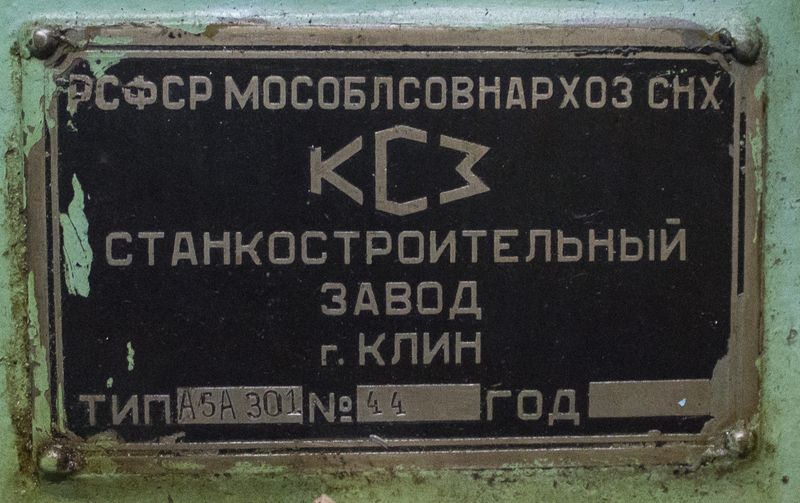 РСФСР МОСОБЛСОВНАРХОЗ СНХ
КСЗ
СТАНКОСТРОИТЕЛЬНЫЙ
ЗАВОД
г. КЛИН
ТИП А5А 301 № 44 ГОД